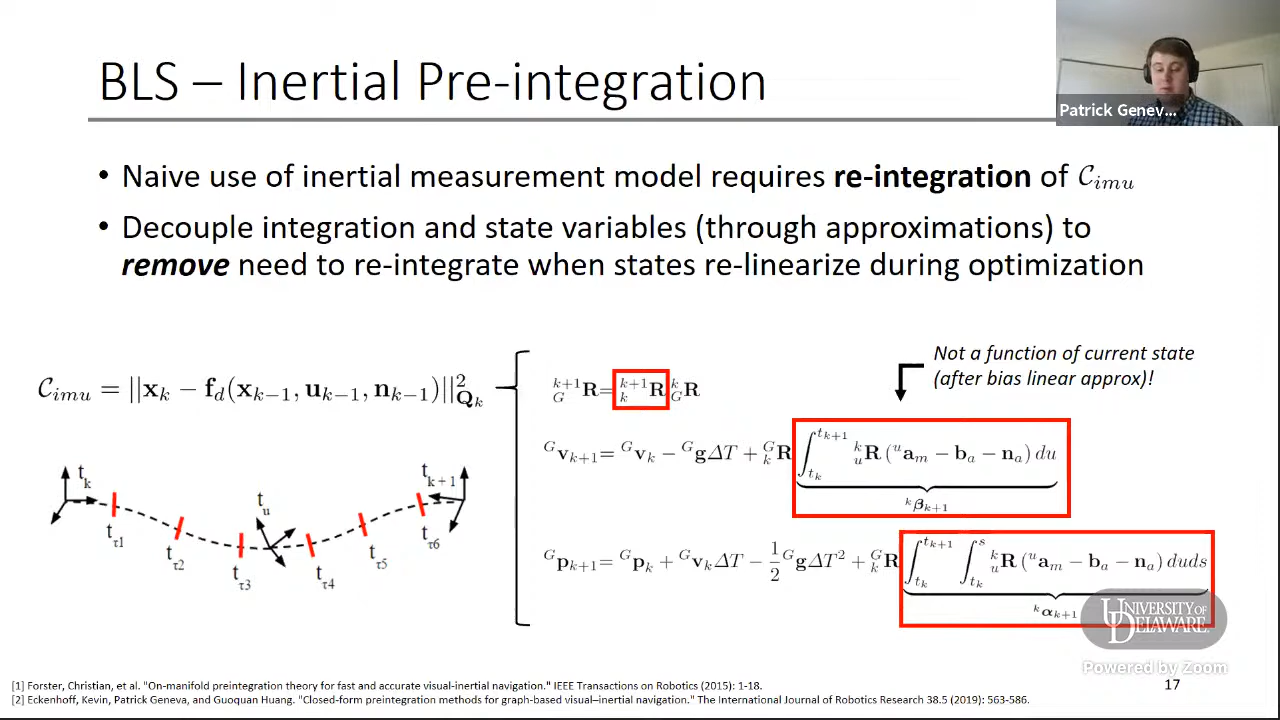 BLS – Inertial Pre-integration
Patrick Genev...
• Naive use of inertial measurement model requires re-integration of 𝒞ᵢₘᵤ
• Decouple integration and state variables (through approximations) to
remove need to re-integrate when states re-linearize during optimization
Not a function of current state
(after bias linear approx)!
𝒞_{imu} = ||x_k − f_d(x_{k−1}, u_{k−1}, n_{k−1})||²_{Q_k}
^{k+1}_G R = ^{k+1}_k R ^k_G R
^G v_{k+1} = ^G v_k − ^G g ΔT + ^G_k R ∫_{t_k}^{t_{k+1}} ^k_u R (^u a_m − b_a − n_a) du
^k β_{k+1}
^G p_{k+1} = ^G p_k + ^G v_k ΔT − 1/2 ^G g ΔT² + ^G_k R ∫_{t_k}^{t_{k+1}} ∫_{t_k}^{s} ^k_u R (^u a_m − b_a − n_a) du ds
^k α_{k+1}
t_k
t_{τ1}
t_{τ2}
t_{τ3}
t_u
t_{τ4}
t_{τ5}
t_{τ6}
t_{k+1}
UNIVERSITY OF
DELAWARE
Powered by Zoom
17
[1] Forster, Christian, et al. "On-manifold preintegration theory for fast and accurate visual-inertial navigation." IEEE Transactions on Robotics (2015): 1-18.
[2] Eckenhoff, Kevin, Patrick Geneva, and Guoquan Huang. "Closed-form preintegration methods for graph-based visual–inertial navigation." The International Journal of Robotics Research 38.5 (2019): 563-586.